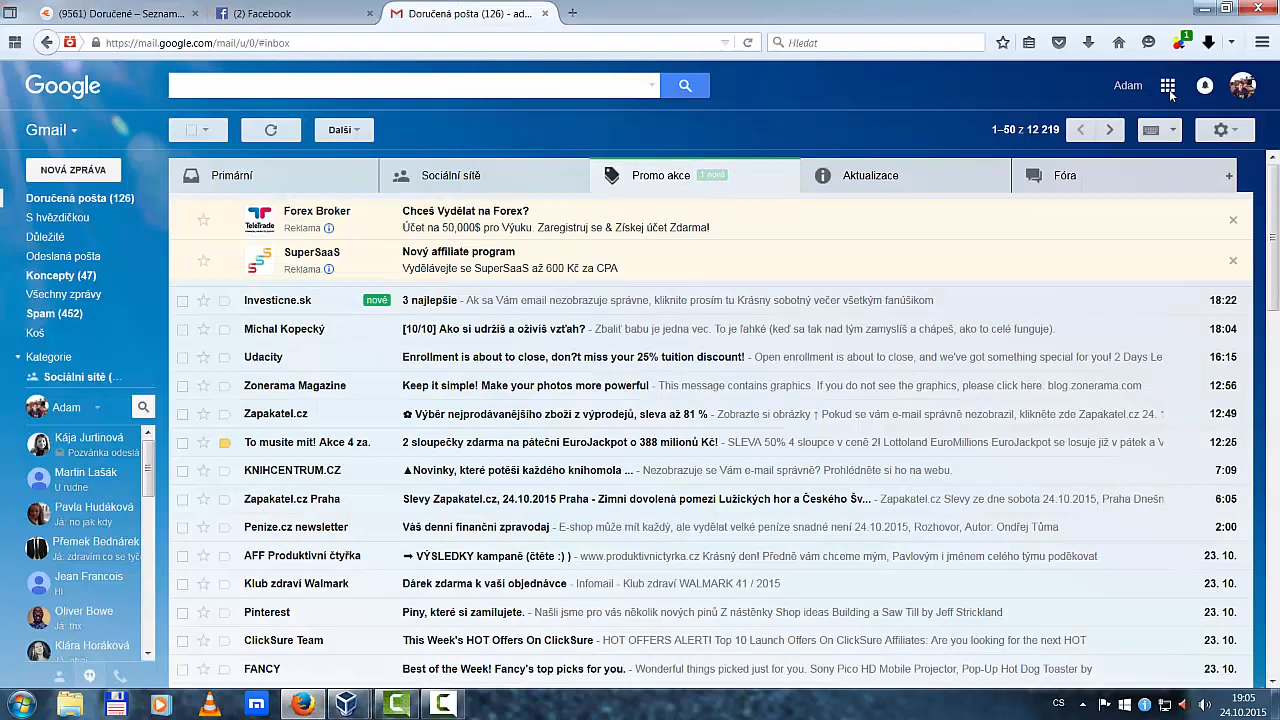 (9561) Doručené – Seznam...
(2) Facebook
Doručená pošta (126) - ad...
https://mail.google.com/mail/u/0/#inbox
Hledat
1
Google
Adam
Gmail
Další
1–50 z 12 219
NOVÁ ZPRÁVA
Primární
Sociální sítě
Promo akce
1 nová
Aktualizace
Fóra
+
Doručená pošta (126)
S hvězdičkou
Důležité
Odeslaná pošta
Koncepty (47)
Všechny zprávy
Spam (452)
Koš
Kategorie
Sociální sítě (...
Adam
Kája Jurtinová
Pozvánka odeslá
Martin Lašák
U rudne
Pavla Hudáková
Já: no jak kdy
Přemek Bednárek
Já: zdravím co se tyč
Jean Francois
Hi
Oliver Bowe
Já: tnx
Klára Horáková
TELETRADE
Forex Broker
Reklama
Chceš Vydělat na Forex?
Účet na 50,000$ pro Výuku. Zaregistruj se & Získej účet Zdarma!
SuperSaaS
Reklama
Nový affiliate program
Vydělávejte se SuperSaaS až 600 Kč za CPA
Investicne.sk nové 3 najlepšie - Ak sa Vám email nezobrazuje správne, kliknite prosím tu Krásny sobotný večer všetkým fanúšikom 18:22
Michal Kopecký [10/10] Ako si udržíš a oživíš vzťah? - Zbaliť babu je jedna vec. To je ľahké (keď sa tak nad tým zamyslíš a chápeš, ako to celé funguje). 18:04
Udacity Enrollment is about to close, don?t miss your 25% tuition discount! - Open enrollment is about to close, and we've got something special for you! 2 Days Le 16:15
Zonerama Magazine Keep it simple! Make your photos more powerful - This message contains graphics. If you do not see the graphics, please click here .blog.zonerama.com 12:56
Zapakatel.cz ✿ Výběr nejprodávanějšího zboží z výprodejů, sleva až 81 % - Zobrazte si obrázky ↑ Pokud se vám e-mail správně nezobrazil, klikněte zde Zapakatel.cz 24. 12:49
To musíte mít! Akce 4 za. 2 sloupečky zdarma na páteční EuroJackpot o 388 milionů Kč! - SLEVA 50% 4 sloupce v ceně 2! Lottoland EuroMillions EuroJackpot se losuje již v pátek a V 12:25
KNIHCENTRUM.CZ ▲Novinky, které potěší každého knihomola ... - Nezobrazuje se Vám e-mail správně? Prohlédněte si ho na webu. 7:09
Zapakatel.cz Praha Slevy Zapakatel.cz, 24.10.2015 Praha - Zimní dovolená pomezí Lužických hor a Českého Šv... - Zapakatel.cz Slevy ze dne sobota 24.10.2015, Praha Dnešn 6:05
Penize.cz newsletter Váš denní finanční zpravodaj - E-shop může mít každý, ale vydělat velké peníze snadné není 24.10.2015, Rozhovor, Autor: Ondřej Tůma 2:00
AFF Produktivní čtyřka ➞ VÝSLEDKY kampaně (čtěte :) ) - www.produktivnictyrka.cz Krásný den! Předně vám chceme mým, Pavlovým i jménem celého týmu poděkovat 23. 10.
Klub zdraví Walmark Dárek zdarma k vaší objednávce - Infomail - Klub zdraví WALMARK 41 / 2015 23. 10.
Pinterest Piny, které si zamilujete. - Našli jsme pro vás několik nových pinů Z nástěnky Shop ideas Building a Saw Till by Jeff Strickland 23. 10.
ClickSure Team This Week's HOT Offers On ClickSure - HOT OFFERS ALERT! Top 10 Launch Offers On ClickSure Affiliates: Are you looking for the next HOT 23. 10.
FANCY Best of the Week! Fancy's top picks for you. - Wonderful things picked just for you. Sony Pico HD Mobile Projector, Pop-Up Hot Dog Toaster by 23. 10.
CS
19:05
24.10.2015